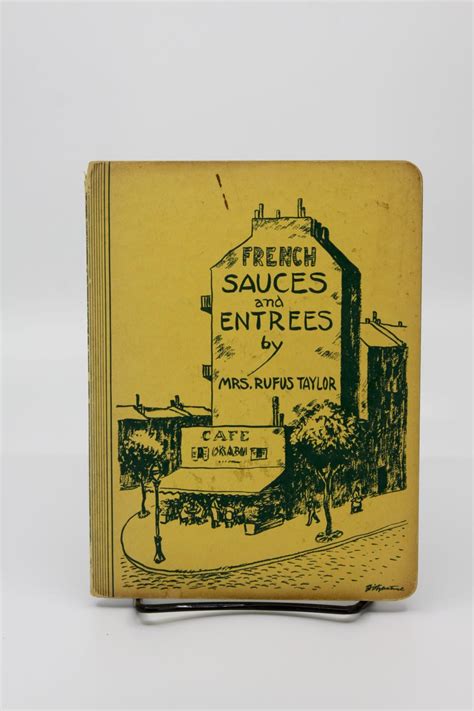 FRENCH
SAUCES
and
ENTREES
by
MRS. RUFUS TAYLOR
CAFE